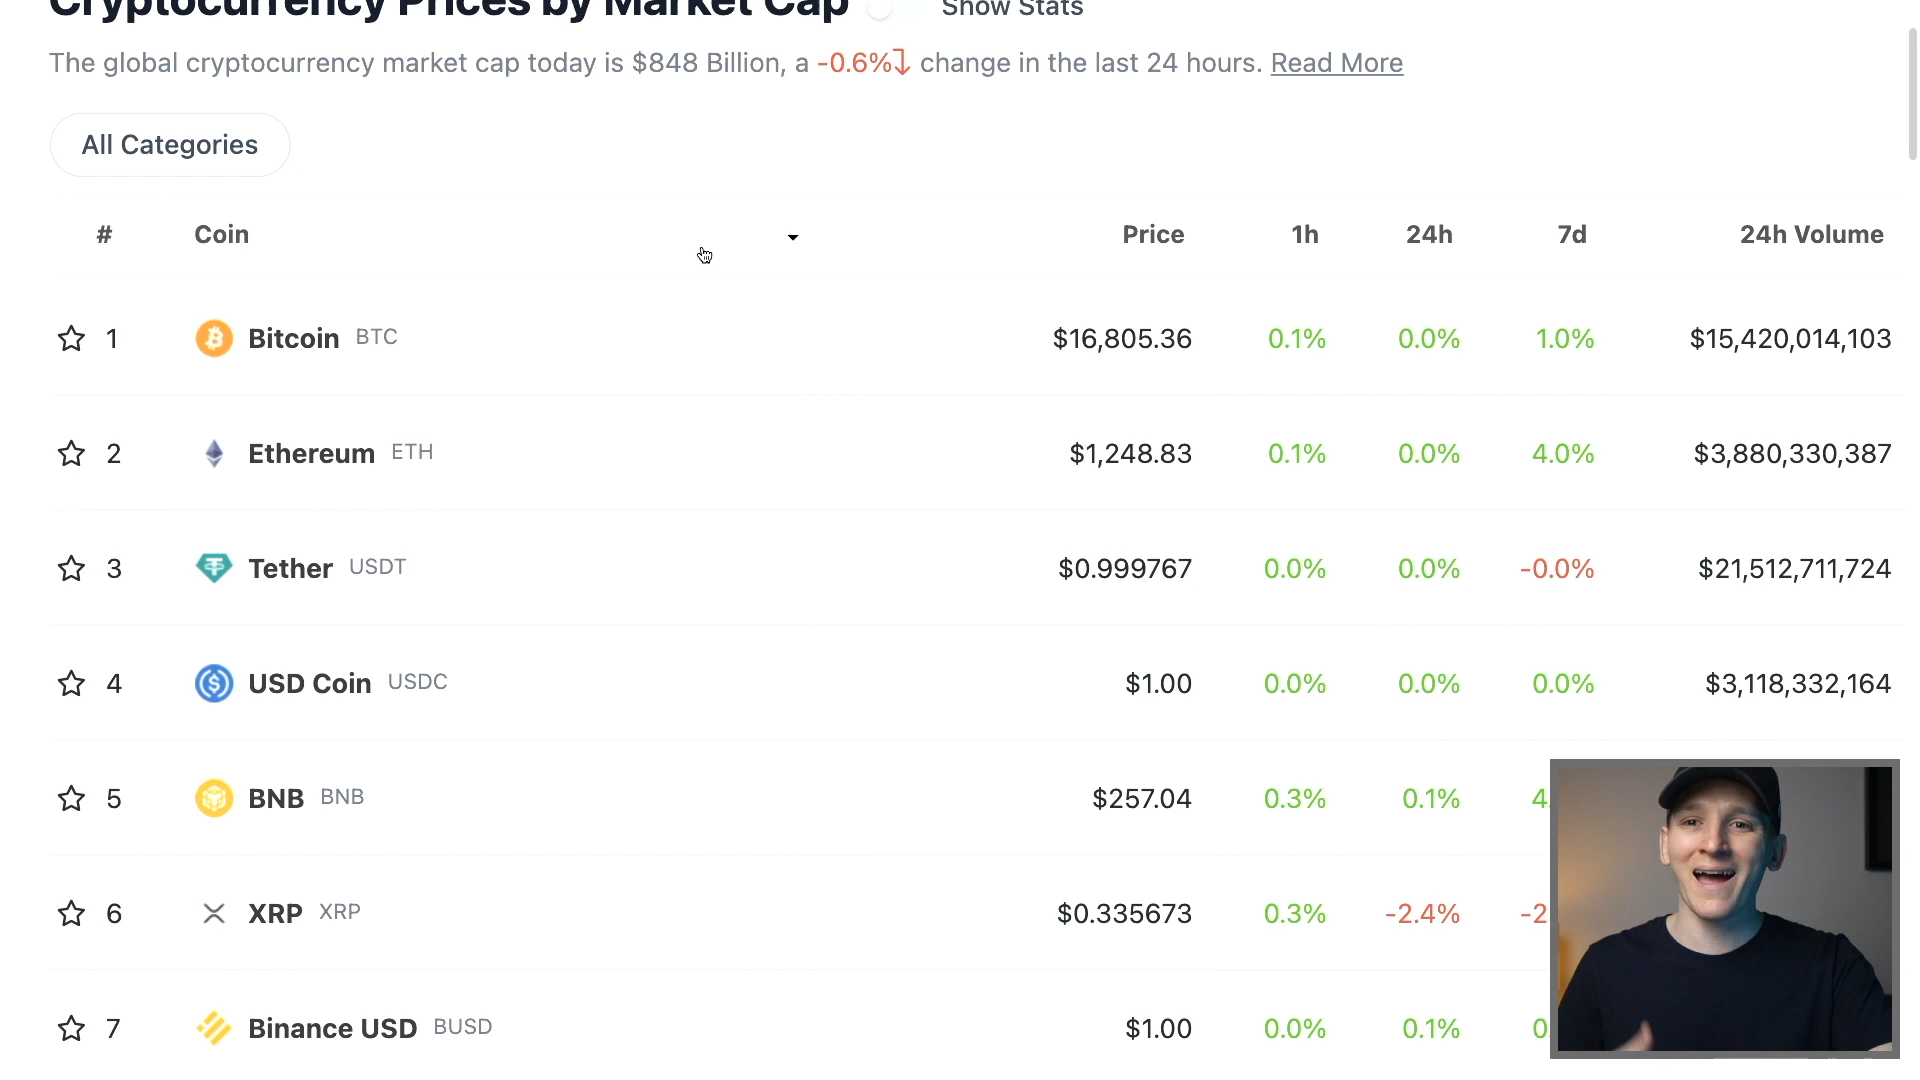 Cryptocurrency Prices by Market Cap Show Stats
The global cryptocurrency market cap today is $848 Billion, a -0.6% change in the last 24 hours. Read More
All Categories
# Coin Price 1h 24h 7d 24h Volume
1 Bitcoin BTC $16,805.36 0.1% 0.0% 1.0% $15,420,014,103
2 Ethereum ETH $1,248.83 0.1% 0.0% 4.0% $3,880,330,387
3 Tether USDT $0.999767 0.0% 0.0% -0.0% $21,512,711,724
4 USD Coin USDC $1.00 0.0% 0.0% 0.0% $3,118,332,164
5 BNB BNB $257.04 0.3% 0.1% 4.
6 XRP XRP $0.335673 0.3% -2.4% -2
7 Binance USD BUSD $1.00 0.0% 0.1% 0